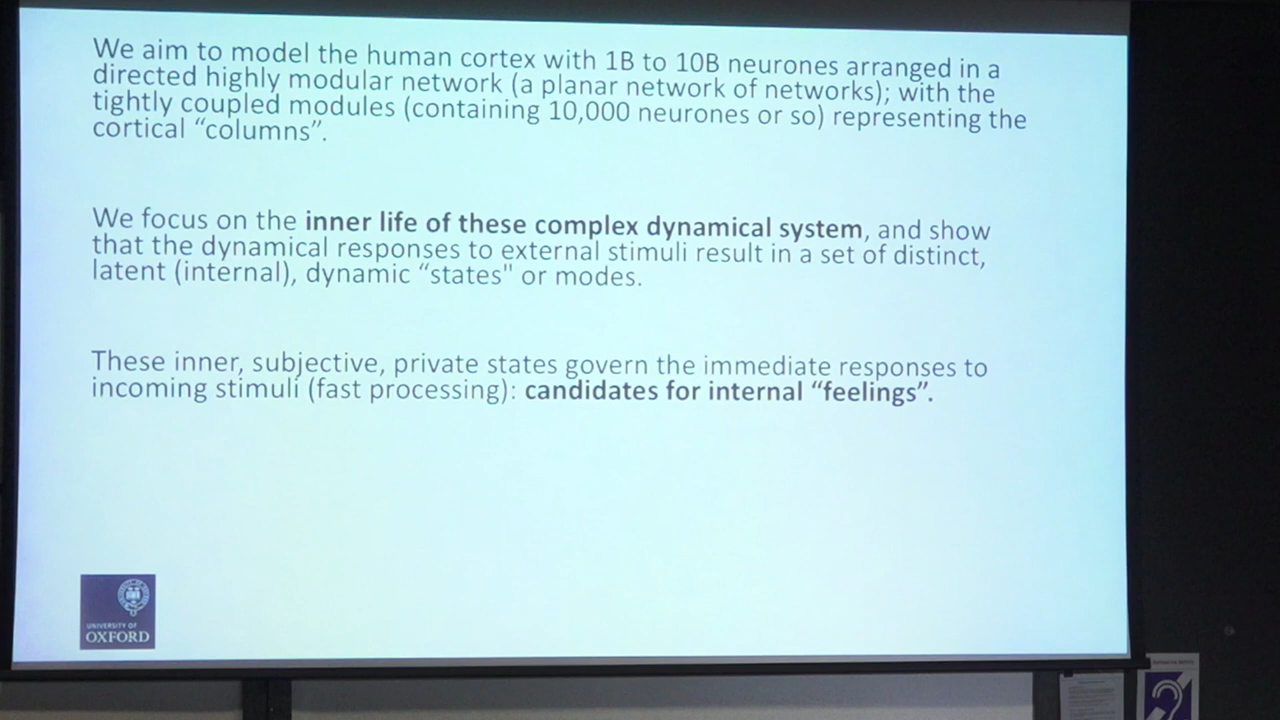 We aim to model the human cortex with 1B to 10B neurones arranged in a
directed highly modular network (a planar network of networks); with the
tightly coupled modules (containing 10,000 neurones or so) representing the
cortical “columns”.
We focus on the inner life of these complex dynamical system, and show
that the dynamical responses to external stimuli result in a set of distinct,
latent (internal), dynamic “states" or modes.
These inner, subjective, private states govern the immediate responses to
incoming stimuli (fast processing): candidates for internal “feelings”.
UNIVERSITY OF
OXFORD